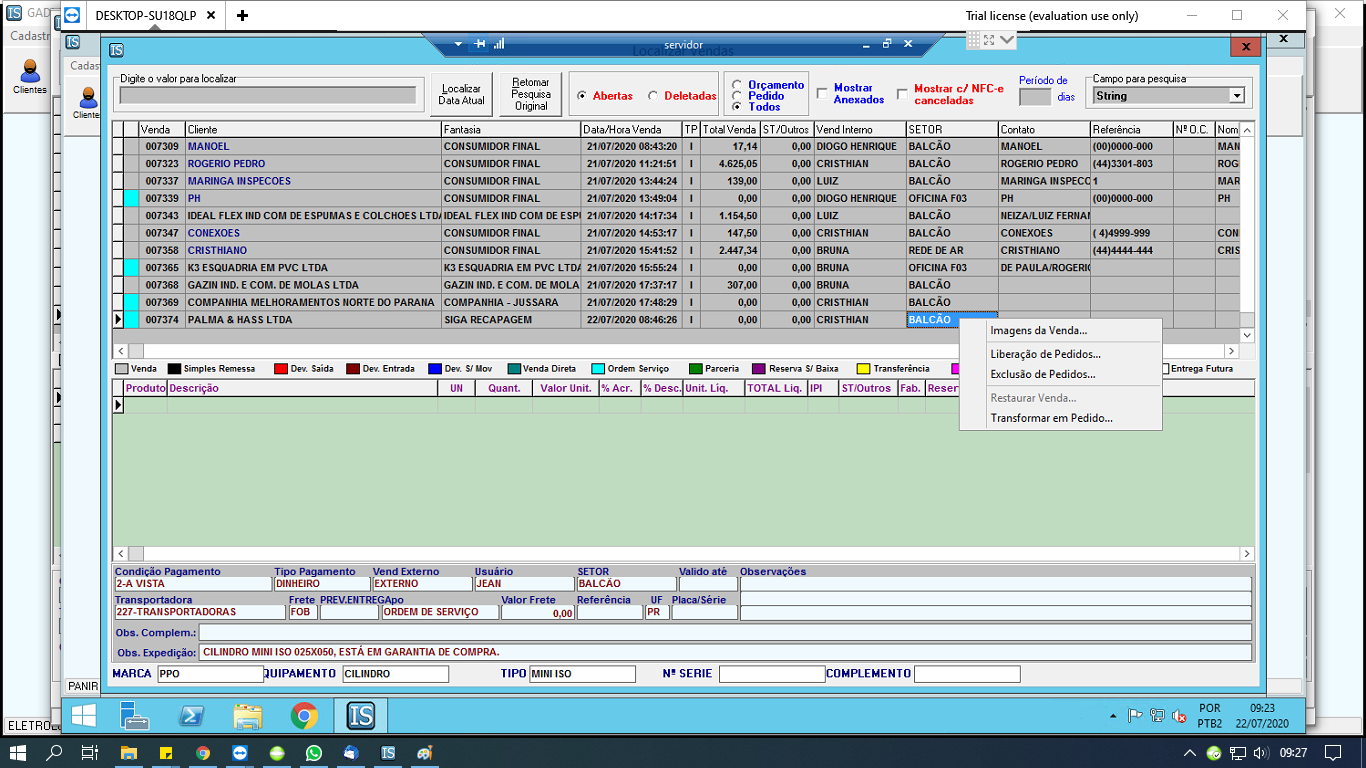 GAD
DESKTOP-SU18QLP
Trial license (evaluation use only)
Cadastr
Cadas
servidor
Localizar Vendas
Clientes
Cliente
Digite o valor para localizar
Localizar Data Atual
Retornar Pesquisa Original
Abertas
Deletadas
Orçamento
Pedido
Todos
Mostrar Anexados
Mostrar c/ NFC-e canceladas
Período de
dias
Campo para pesquisa
String
Venda Cliente Fantasia Data/Hora Venda TP Total Venda ST/Outros Vend Interno SETOR Contato Referência Nº O.C. Nom
007309 MANOEL CONSUMIDOR FINAL 21/07/2020 08:43:20 I 17,14 0,00 DIOGO HENRIQUE BALCÃO MANOEL (00)0000-000 MAN
007323 ROGERIO PEDRO CONSUMIDOR FINAL 21/07/2020 11:21:51 I 4.625,05 0,00 CRISTHIAN BALCÃO ROGERIO PEDRO (44)3301-803 ROG
007337 MARINGA INSPECOES CONSUMIDOR FINAL 21/07/2020 13:44:24 I 139,00 0,00 LUIZ BALCÃO MARINGA INSPEC 1 MAR
007339 PH CONSUMIDOR FINAL 21/07/2020 13:49:04 I 0,00 0,00 DIOGO HENRIQUE OFICINA F03 PH (00)0000-000 PH
007343 IDEAL FLEX IND COM DE ESPUMAS E COLCHOES LTDA IDEAL FLEX IND COM DE ESP 21/07/2020 14:17:34 I 1.154,50 0,00 LUIZ BALCÃO NEIZA/LUIZ FERNA
007347 CONEXOES CONSUMIDOR FINAL 21/07/2020 14:53:17 I 147,50 0,00 CRISTHIAN BALCÃO CONEXOES ( 4)4999-999 CON
007358 CRISTHIANO CONSUMIDOR FINAL 21/07/2020 15:41:52 I 2.447,34 0,00 BRUNA REDE DE AR CRISTHIANO (44)4444-444 CRIS
007365 K3 ESQUADRIA EM PVC LTDA K3 ESQUADRIA EM PVC LTDA 21/07/2020 15:55:24 I 0,00 0,00 BRUNA OFICINA F03 DE PAULA/ROGERIO
007368 GAZIN IND. E COM. DE MOLAS LTDA GAZIN IND. E COM. DE MOLA 21/07/2020 17:37:17 I 307,00 0,00 BRUNA BALCÃO
007369 COMPANHIA MELHORAMENTOS NORTE DO PARANA COMPANHIA - JUSSARA 21/07/2020 17:48:29 I 0,00 0,00 CRISTHIAN BALCÃO
007374 PALMA & HASS LTDA SIGA RECAPAGEM 22/07/2020 08:46:26 I 0,00 0,00 CRISTHIAN BALCÃO
Imagens da Venda...
Liberação de Pedidos...
Exclusão de Pedidos...
Restaurar Venda...
Transformar em Pedido...
Venda Simples Remessa Dev. Saida Dev. Entrada Dev. S/ Mov Venda Direta Ordem Serviço Parceria Reserva S/ Baixa Transferência Entrega Futura
Produto Descrição UN Quant. Valor Unit. % Acr. % Desc. Unit. Líq. TOTAL Liq. IPI ST/Outros Fab. Reser
Condição Pagamento Tipo Pagamento Vend Externo Usuário SETOR Valido até Observações
2-A VISTA DINHEIRO EXTERNO JEAN BALCÃO
Transportadora Frete PREV.ENTREGA po Valor Frete Referência UF Placa/Série
227-TRANSPORTADORAS FOB ORDEM DE SERVIÇO 0,00 PR
Obs. Complem.:
Obs. Expedição: CILINDRO MINI ISO 025X050, ESTÁ EM GARANTIA DE COMPRA.
MARCA PPO QUIPAMENTO CILINDRO TIPO MINI ISO Nº SERIE COMPLEMENTO
PANIR
ELETRO
POR
PTB2
09:23
22/07/2020
09:27